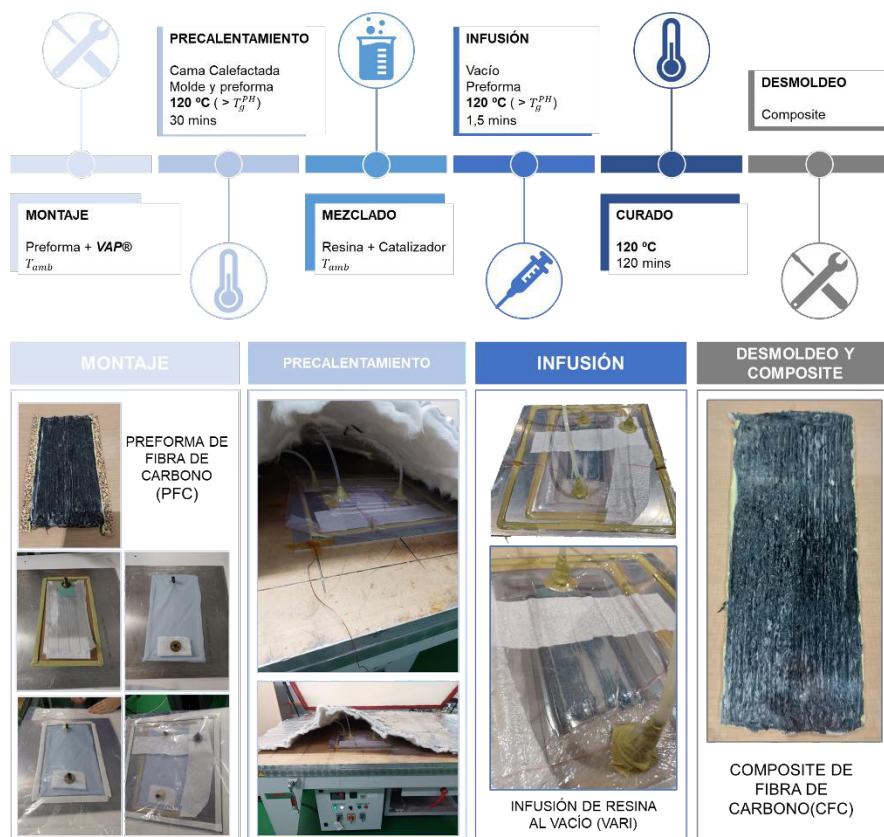 PRECALENTAMIENTO
Cama Calefactada
Molde y preforma
120 ºC ( > T_g^PH)
30 mins
INFUSIÓN
Vacío
Preforma
120 ºC ( > T_g^PH)
1,5 mins
DESMOLDEO
Composite
MONTAJE
Preforma + VAP®
T_amb
MEZCLADO
Resina + Catalizador
T_amb
CURADO
120 ºC
120 mins
MONTAJE
PRECALENTAMIENTO
INFUSIÓN
DESMOLDEO Y
COMPOSITE
PREFORMA DE
FIBRA DE
CARBONO
(PFC)
INFUSIÓN DE RESINA
AL VACÍO (VARI)
COMPOSITE DE
FIBRA DE
CARBONO(CFC)